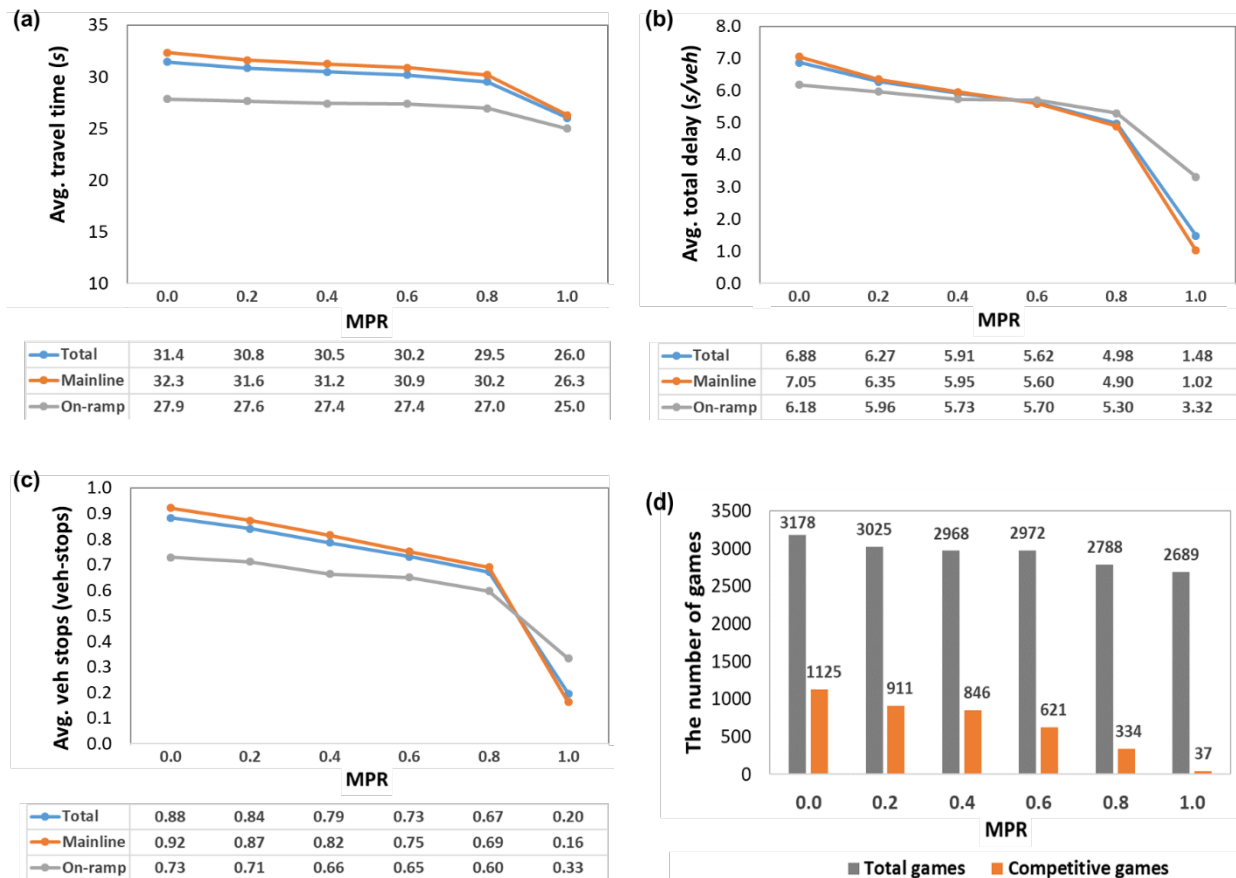 (a)
Avg. travel time (s)
35
30
25
20
15
10
0.0 0.2 0.4 0.6 0.8 1.0
MPR
Total 31.4 30.8 30.5 30.2 29.5 26.0
Mainline 32.3 31.6 31.2 30.9 30.2 26.3
On-ramp 27.9 27.6 27.4 27.4 27.0 25.0
(b)
Avg. total delay (s/veh)
8.0
7.0
6.0
5.0
4.0
3.0
2.0
1.0
0.0
0.0 0.2 0.4 0.6 0.8 1.0
MPR
Total 6.88 6.27 5.91 5.62 4.98 1.48
Mainline 7.05 6.35 5.95 5.60 4.90 1.02
On-ramp 6.18 5.96 5.73 5.70 5.30 3.32
(c)
Avg. veh stops (veh-stops)
1.0
0.9
0.8
0.7
0.6
0.5
0.4
0.3
0.2
0.1
0.0
0.0 0.2 0.4 0.6 0.8 1.0
MPR
Total 0.88 0.84 0.79 0.73 0.67 0.20
Mainline 0.92 0.87 0.82 0.75 0.69 0.16
On-ramp 0.73 0.71 0.66 0.65 0.60 0.33
(d)
The number of games
3500
3000
2500
2000
1500
1000
500
0
3178 3025 2968 2972 2788 2689
1125 911 846 621 334 37
0.0 0.2 0.4 0.6 0.8 1.0
MPR
Total games Competitive games